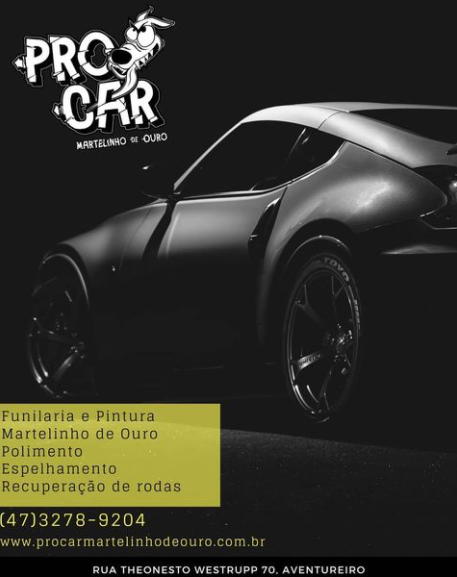 PRO
CAR
MARTELINHO DE OURO
TOYO
Funilaria e Pintura
Martelinho de Ouro
Polimento
Espelhamento
Recuperação de rodas
(47)3278-9204
www.procarmartelinhodeouro.com.br
RUA THEONESTO WESTRUPP 70, AVENTUREIRO